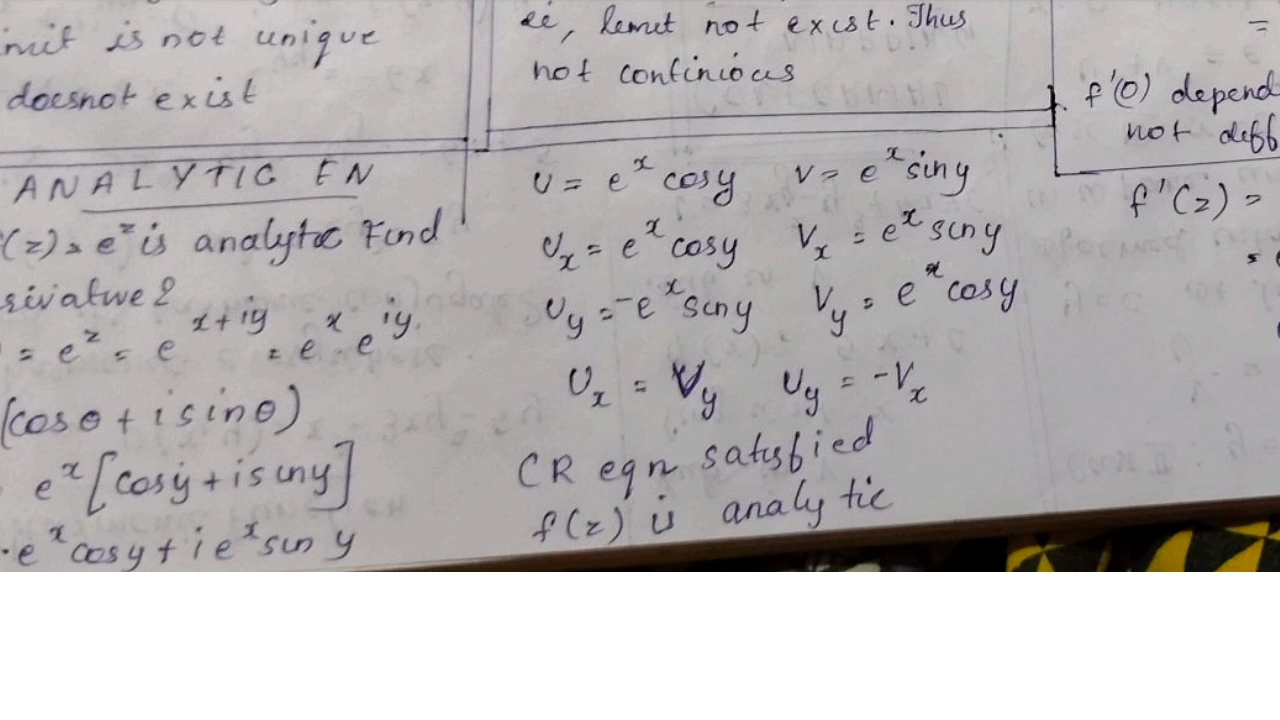 mit is not unique
doesnot exist
ie, limit not exist. Thus
not continious
=
f'(0) depend
not diff
ANALYTIC FN
(z) = e^z is analytic Find
rivative?
= e^z = e^{x+iy} = e^x e^{iy}
(cosθ + i sinθ)
e^x [cosy + i siny]
e^x cosy + i e^x sin y
U = e^x cosy V = e^x siny
U_x = e^x cosy V_x = e^x siny
U_y = -e^x siny V_y = e^x cosy
U_x = V_y U_y = -V_x
CR eqn satisfied
f(z) is analytic
f'(z) =
=